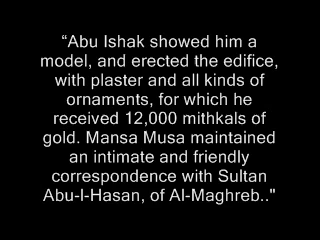 “Abu Ishak showed him a
model, and erected the edifice,
with plaster and all kinds of
ornaments, for which he
received 12,000 mithkals of
gold. Mansa Musa maintained
an intimate and friendly
correspondence with Sultan
Abu-l-Hasan, of Al-Maghreb.."